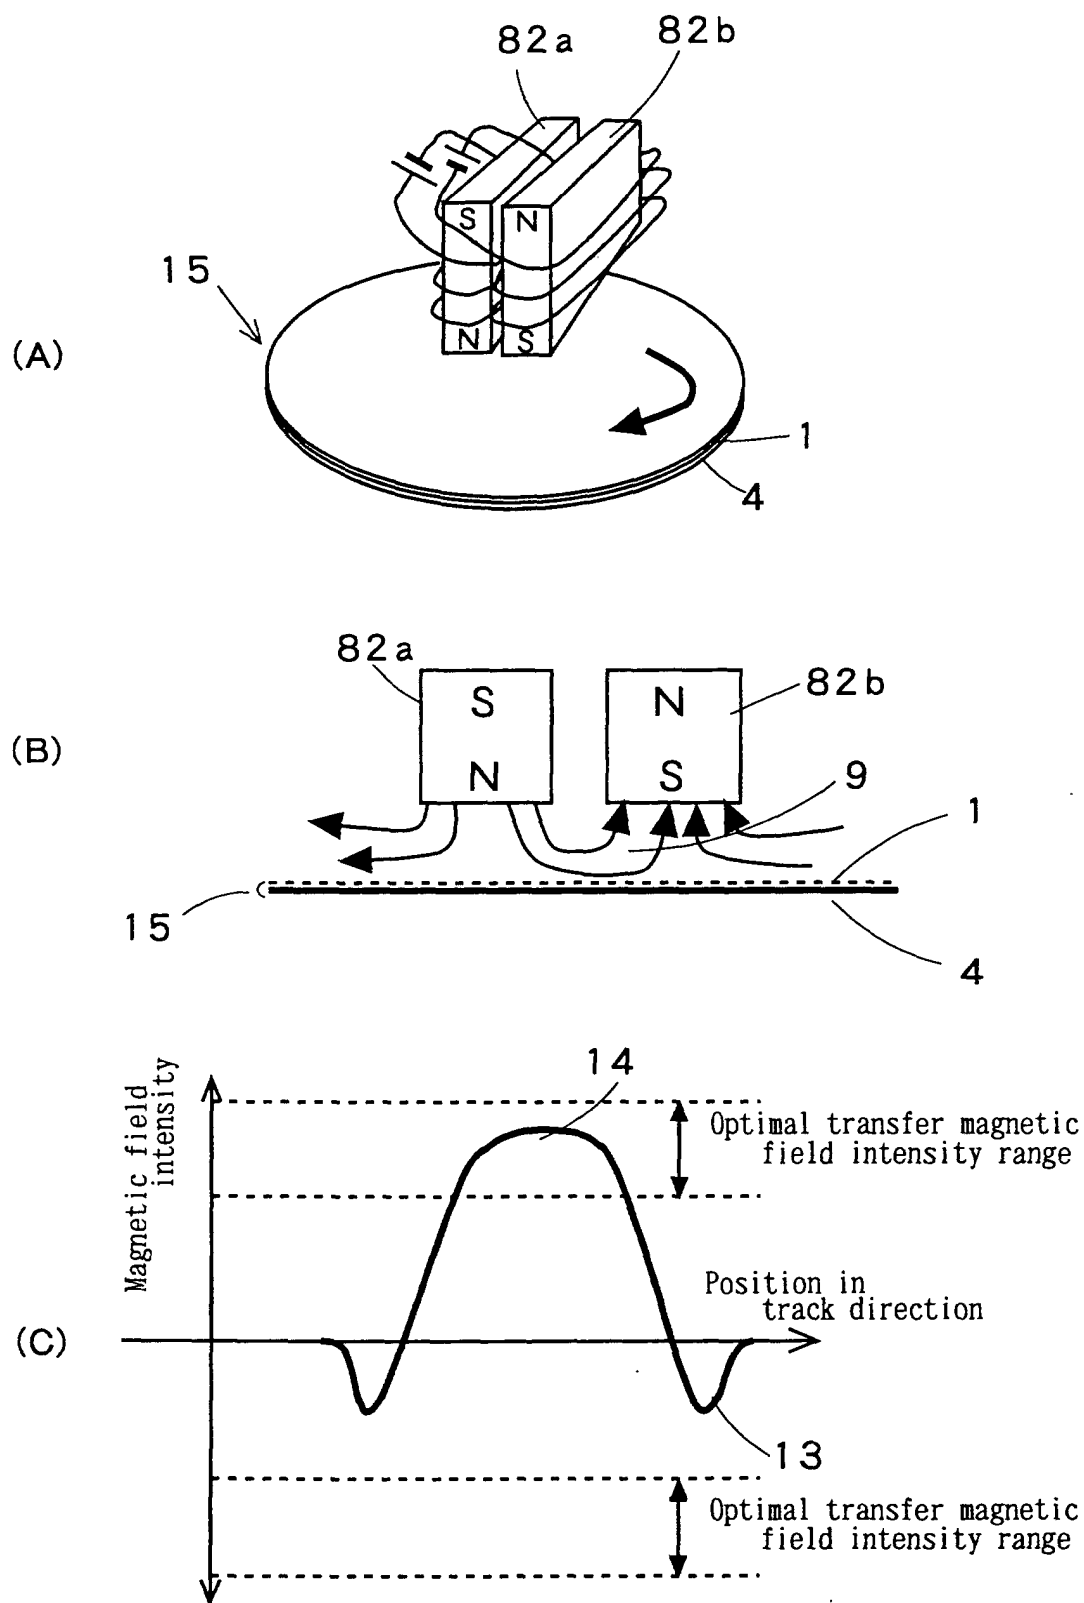 82a
82b
S
N
15
N
S
(A)
1
4
82a
S
N
82b
(B)
N
S
9
1
15
4
14
Magnetic field
intensity
Optimal transfer magnetic
field intensity range
Position in
track direction
(C)
13
Optimal transfer magnetic
field intensity range